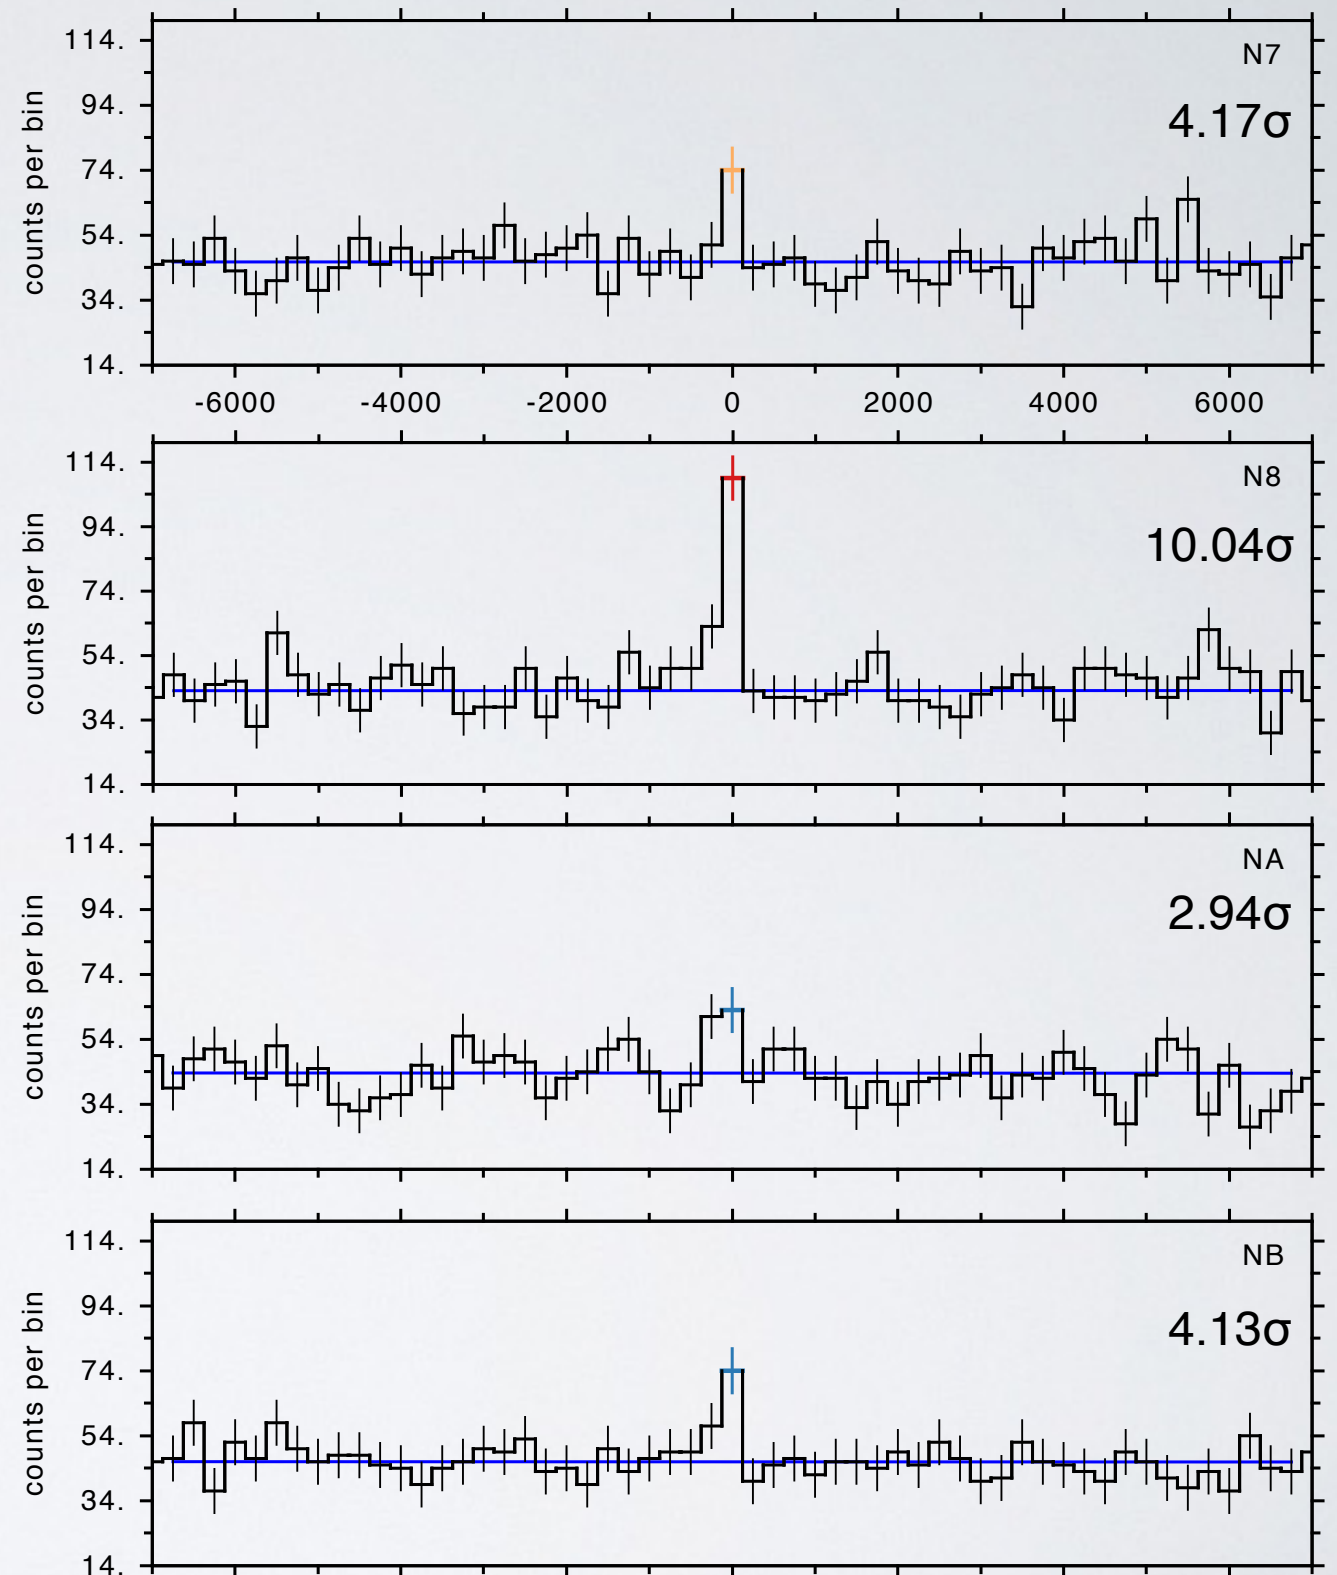 counts per bin
114.
94.
74.
54.
34.
14.
N7
4.17σ
-6000 -4000 -2000 0 2000 4000 6000
counts per bin
114.
94.
74.
54.
34.
14.
N8
10.04σ
counts per bin
114.
94.
74.
54.
34.
14.
NA
2.94σ
counts per bin
114.
94.
74.
54.
34.
14.
NB
4.13σ